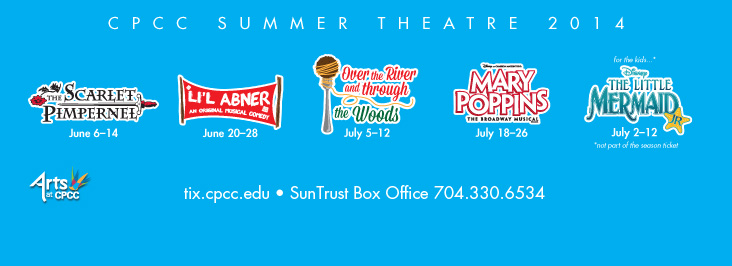 CPCC SUMMER THEATRE 2014
THE SCARLET
PIMPERNEL
June 6–14
LI'L ABNER
AN ORIGINAL MUSICAL COMEDY
June 20–28
Over the River
and through
the Woods
July 5–12
MARY
POPPINS
THE BROADWAY MUSICAL
July 18–26
for the kids...*
Disney
THE LITTLE
MERMAID
JR
July 2–12
*not part of the season ticket
Arts
at CPCC
tix.cpcc.edu • SunTrust Box Office 704.330.6534